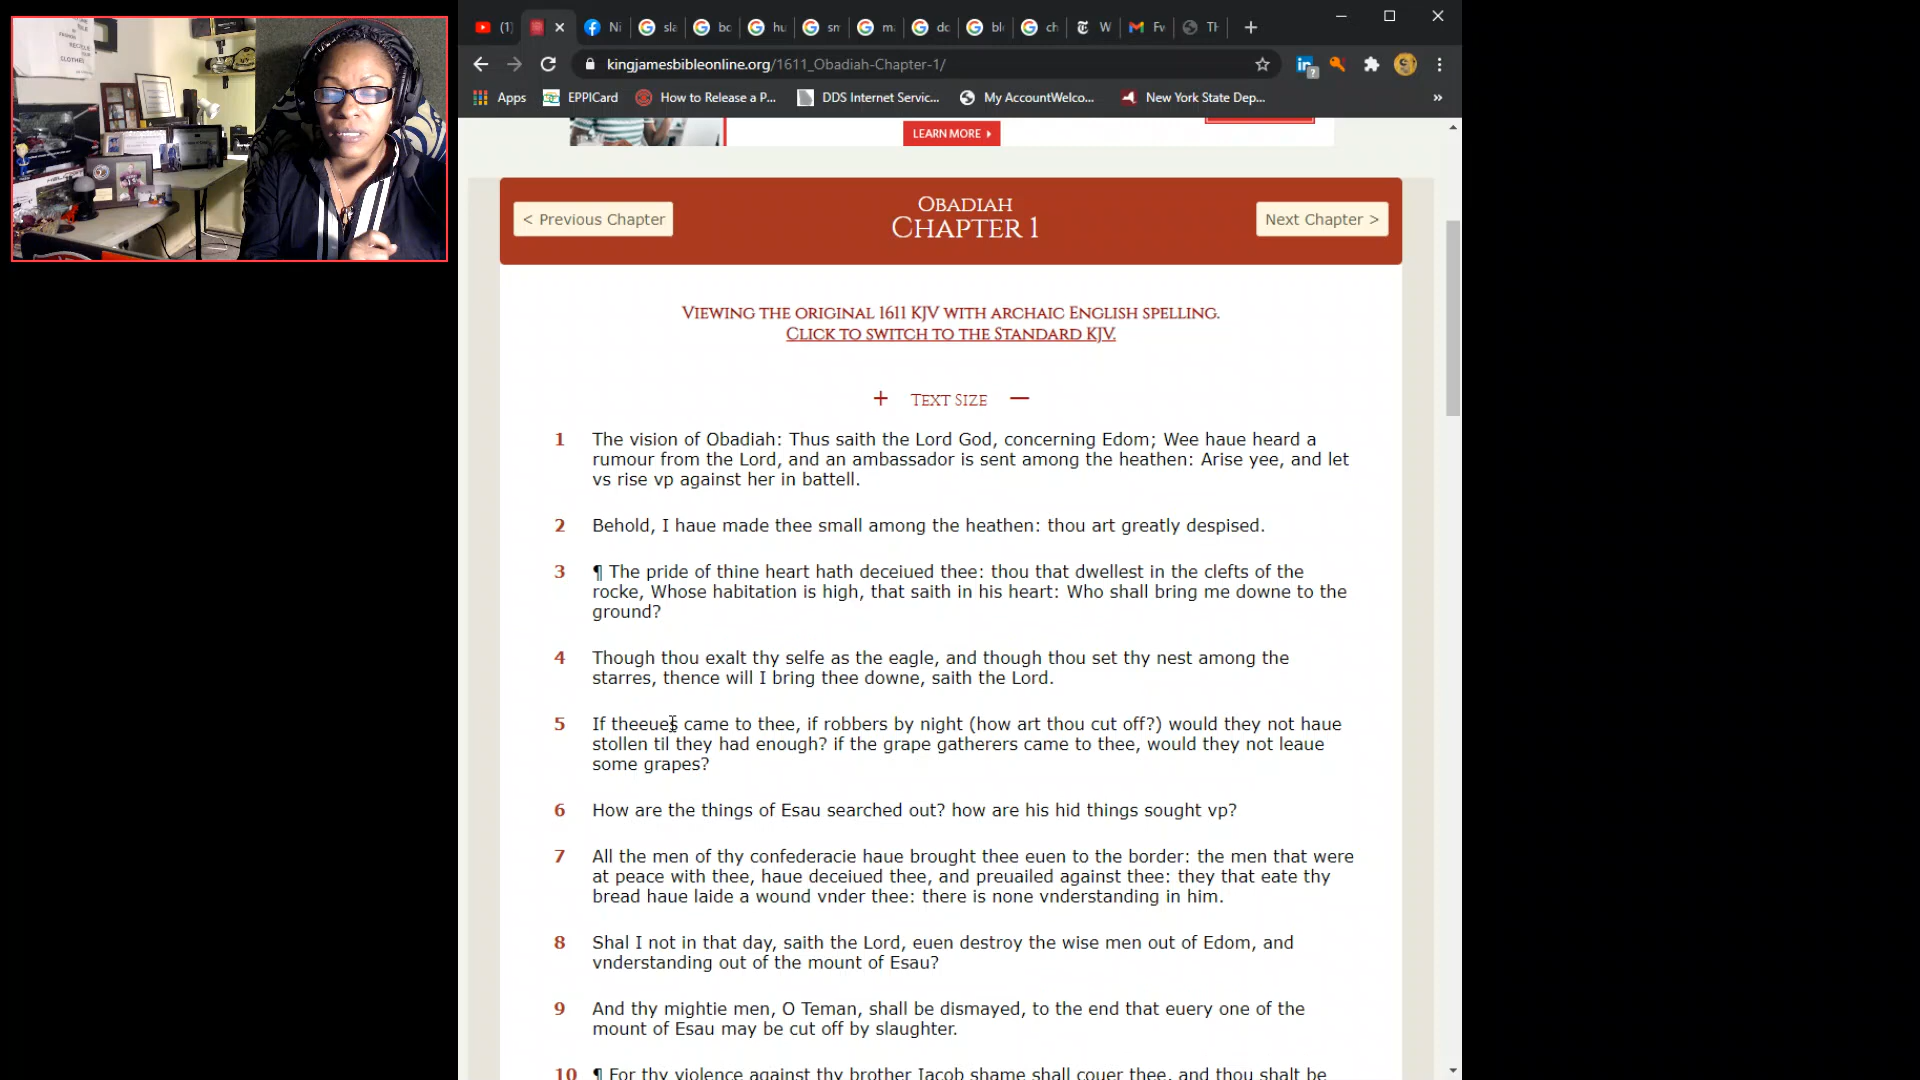 (1)
Ni
sla
bc
hu
sn
m
dc
bl
ch
W
Fv
Tl
kingjamesbibleonline.org/1611_Obadiah-Chapter-1/
Apps
EPPICard
How to Release a P...
DDS Internet Servic...
My AccountWelco...
New York State Dep...
»
LEARN MORE
< Previous Chapter
OBADIAH
CHAPTER 1
Next Chapter >
VIEWING THE ORIGINAL 1611 KJV WITH ARCHAIC ENGLISH SPELLING.
CLICK TO SWITCH TO THE STANDARD KJV.
+ TEXT SIZE —
1 The vision of Obadiah: Thus saith the Lord God, concerning Edom; Wee haue heard a
rumour from the Lord, and an ambassador is sent among the heathen: Arise yee, and let
vs rise vp against her in battell.
2 Behold, I haue made thee small among the heathen: thou art greatly despised.
3 ¶ The pride of thine heart hath deceiued thee: thou that dwellest in the clefts of the
rocke, Whose habitation is high, that saith in his heart: Who shall bring me downe to the
ground?
4 Though thou exalt thy selfe as the eagle, and though thou set thy nest among the
starres, thence will I bring thee downe, saith the Lord.
5 If theeues came to thee, if robbers by night (how art thou cut off?) would they not haue
stollen til they had enough? if the grape gatherers came to thee, would they not leaue
some grapes?
6 How are the things of Esau searched out? how are his hid things sought vp?
7 All the men of thy confederacie haue brought thee euen to the border: the men that were
at peace with thee, haue deceiued thee, and preuailed against thee: they that eate thy
bread haue laide a wound vnder thee: there is none vnderstanding in him.
8 Shal I not in that day, saith the Lord, euen destroy the wise men out of Edom, and
vnderstanding out of the mount of Esau?
9 And thy mightie men, O Teman, shall be dismayed, to the end that euery one of the
mount of Esau may be cut off by slaughter.
10 ¶ For thy violence against thy brother Iacob shame shall couer thee, and thou shalt be